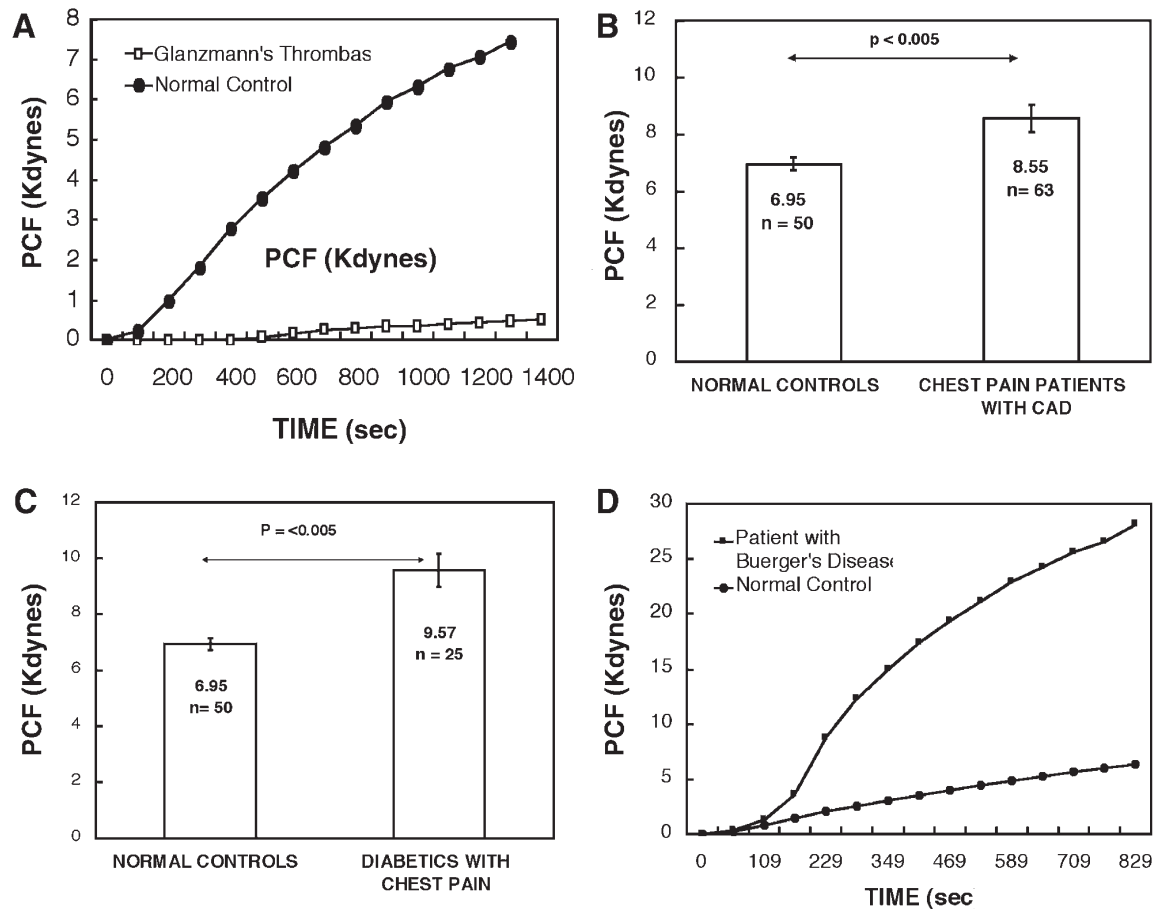 A
8
7
6
5
4
3
2
1
0
PCF (Kdynes)
Glanzmann's Thrombas
Normal Control
PCF (Kdynes)
0 200 400 600 800 1000 1200 1400
TIME (sec)
B
12
10
8
6
4
2
0
PCF (Kdynes)
p < 0.005
6.95
n = 50
8.55
n= 63
NORMAL CONTROLS
CHEST PAIN PATIENTS
WITH CAD
C
12
10
8
6
4
2
0
PCF (Kdynes)
P = <0.005
6.95
n= 50
9.57
n = 25
NORMAL CONTROLS
DIABETICS WITH
CHEST PAIN
D
30
25
20
15
10
5
0
PCF (Kdynes)
Patient with
Buerger's Disease
Normal Control
0 109 229 349 469 589 709 829
TIME (sec